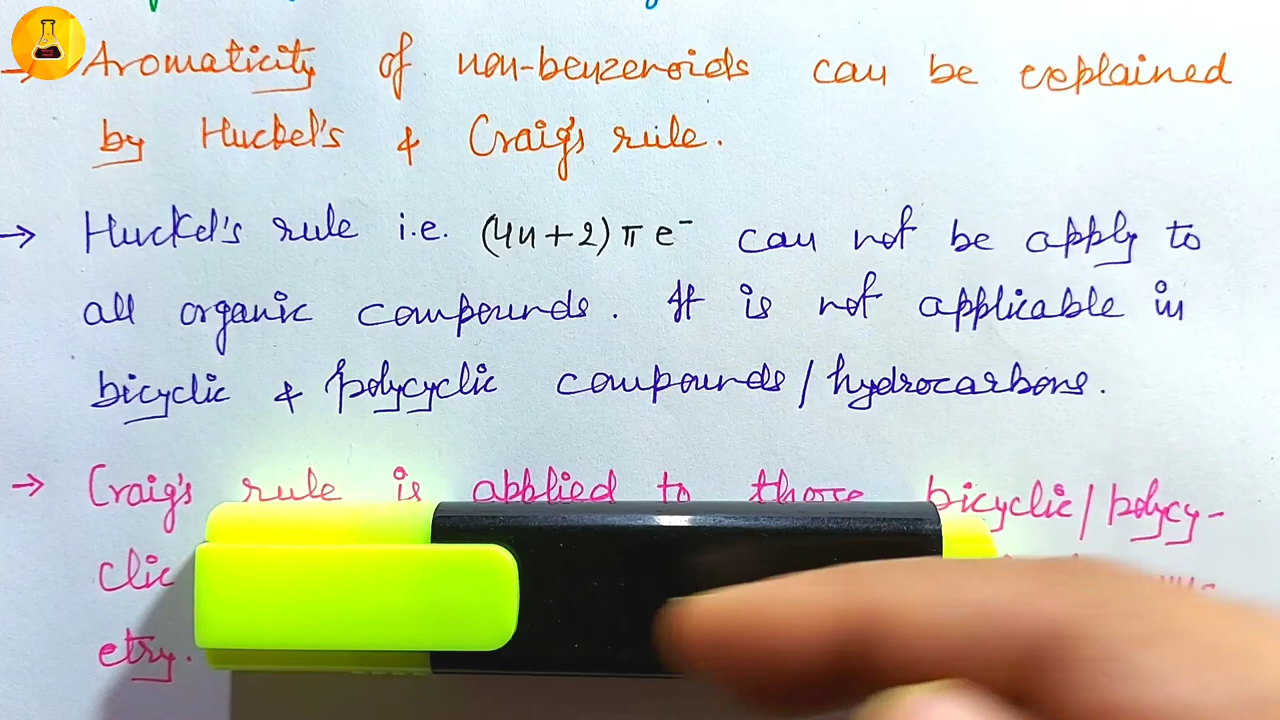 → Aromaticity of non-benzenoids can be explained
by Huckel's & Craig's rule.
→ Huckel's rule i.e. (4n+2) π e⁻ can not be apply to
all organic compounds. It is not applicable in
bicyclic & polycyclic compounds/hydrocarbons.
→ Craig's rule is applied to those bicyclic/polycy-
clic
etry.